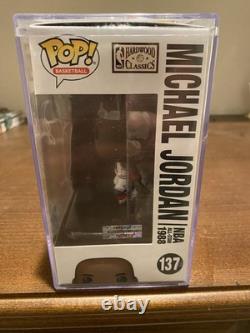 POP!
BASKETBALL
HARDWOOD
CLASSICS
MICHAEL JORDAN
NBA
ALL-STAR
1988
137